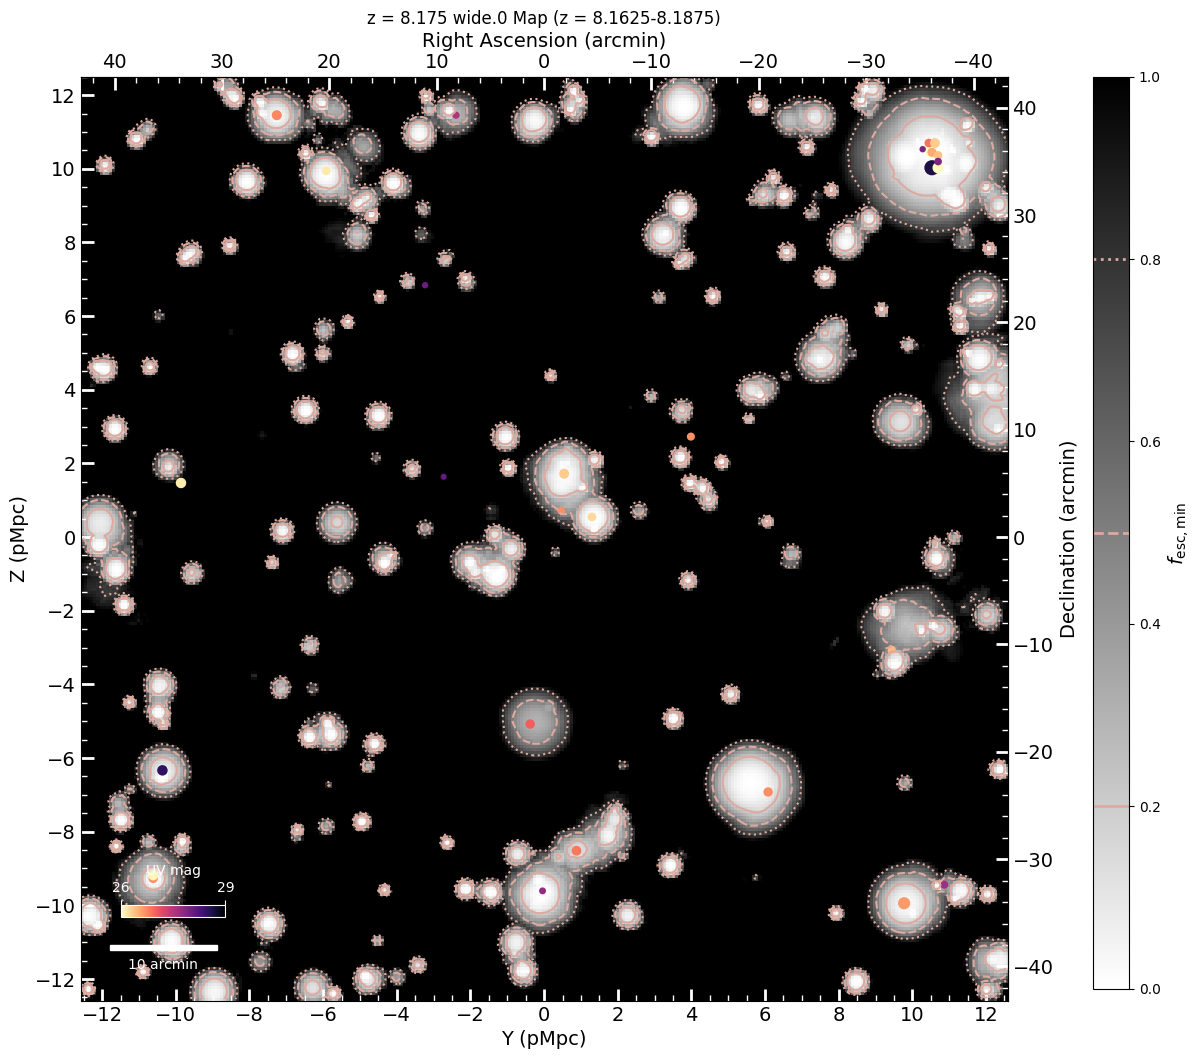 z = 8.175 wide.0 Map (z = 8.1625-8.1875)
Right Ascension (arcmin)
40 30 20 10 0 −10 −20 −30 −40
12
10
8
6
4
2
0
−2
−4
−6
−8
−10
−12
Z (pMpc)
40
30
20
10
0
−10
−20
−30
−40
Declination (arcmin)
UV mag
26 29
10 arcmin
−12 −10 −8 −6 −4 −2 0 2 4 6 8 10 12
Y (pMpc)
1.0
0.8
0.6
0.4
0.2
0.0
fesc,min